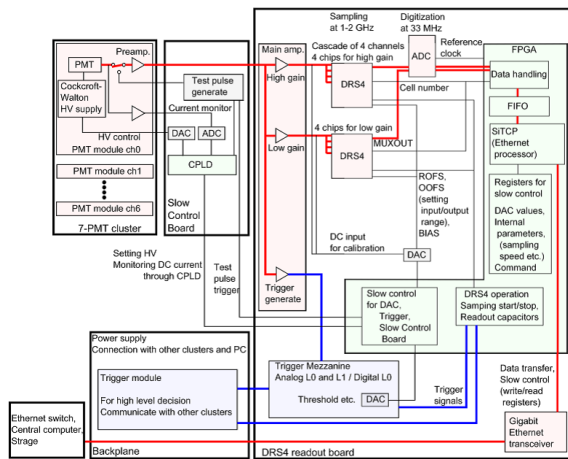 Sampling
at 1-2 GHz
Digitization
at 33 MHz
Reference
clock
FPGA
Preamp.
PMT
Cockcroft-
Walton
HV supply
HV control
PMT module ch0
PMT module ch1
PMT module ch6
7-PMT cluster
Test pulse
generate
Current monitor
DAC
ADC
CPLD
Slow
Control
Board
Main amp.
High gain
Low gain
Trigger
generate
Cascade of 4 channels
4 chips for high gain
DRS4
4 chips for low gain
DRS4
ADC
Cell number
MUXOUT
Data handling
FIFO
SiTCP
(Ethernet
processor)
Registers for
slow control
DAC values,
Internal
parameters,
(sampling
speed etc.)
Command
ROFS,
OOFS
(setting
input/output
range),
BIAS
DC input
for calibration
DAC
Setting HV
Monitoring DC current
through CPLD
Test
pulse
trigger
Slow control
for DAC,
Trigger,
Slow Control
Board
DRS4 operation
Samping start/stop,
Readout capacitors
Power supply
Connection with other clusters and PC
Trigger module
For high level decision
Communicate with other clusters
Backplane
Trigger Mezzanine
Analog L0 and L1 / Digital L0
Threshold etc.
DAC
Trigger
signals
Data transfer,
Slow control
(write/read
registers)
Gigabit
Ethernet
transceiver
DRS4 readout board
Ethernet switch,
Central computer,
Strage